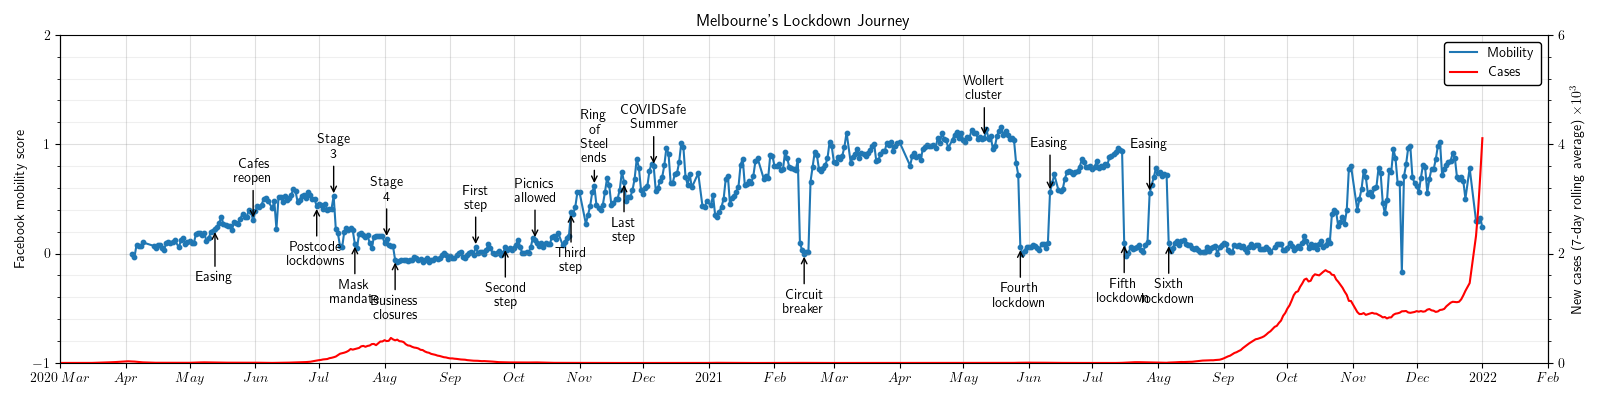 Melbourne's Lockdown Journey
Facebook mobility score
2
1
0
−1
New cases (7-day rolling average) ×10³
6
4
2
0
Mobility
Cases
Easing
Cafes
reopen
Postcode
lockdowns
Stage
3
Mask
mandate
Stage
4
Business
closures
First
step
Second
step
Picnics
allowed
Third
step
Ring
of
Steel
ends
Last
step
COVIDSafe
Summer
Circuit
breaker
Wollert
cluster
Fourth
lockdown
Easing
Fifth
lockdown
Easing
Sixth
lockdown
2020 Mar
Apr
May
Jun
Jul
Aug
Sep
Oct
Nov
Dec
2021
Feb
Mar
Apr
May
Jun
Jul
Aug
Sep
Oct
Nov
Dec
2022
Feb